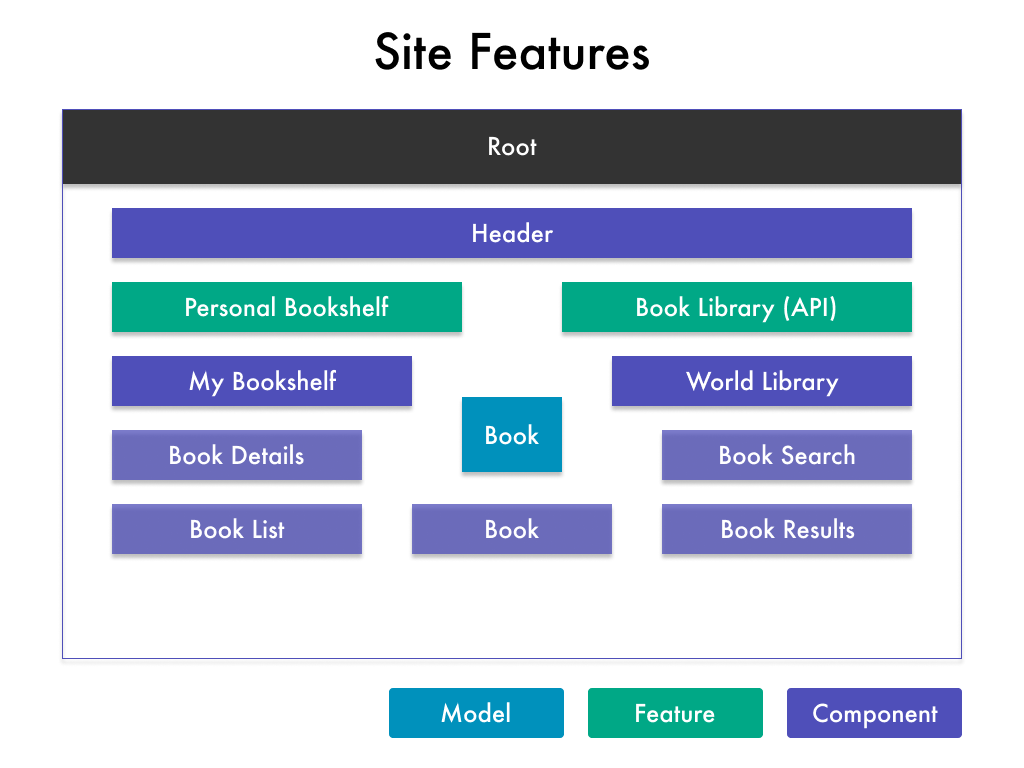 Site Features
Root
Header
Personal Bookshelf
Book Library (API)
My Bookshelf
World Library
Book
Book Details
Book Search
Book List
Book
Book Results
Model
Feature
Component